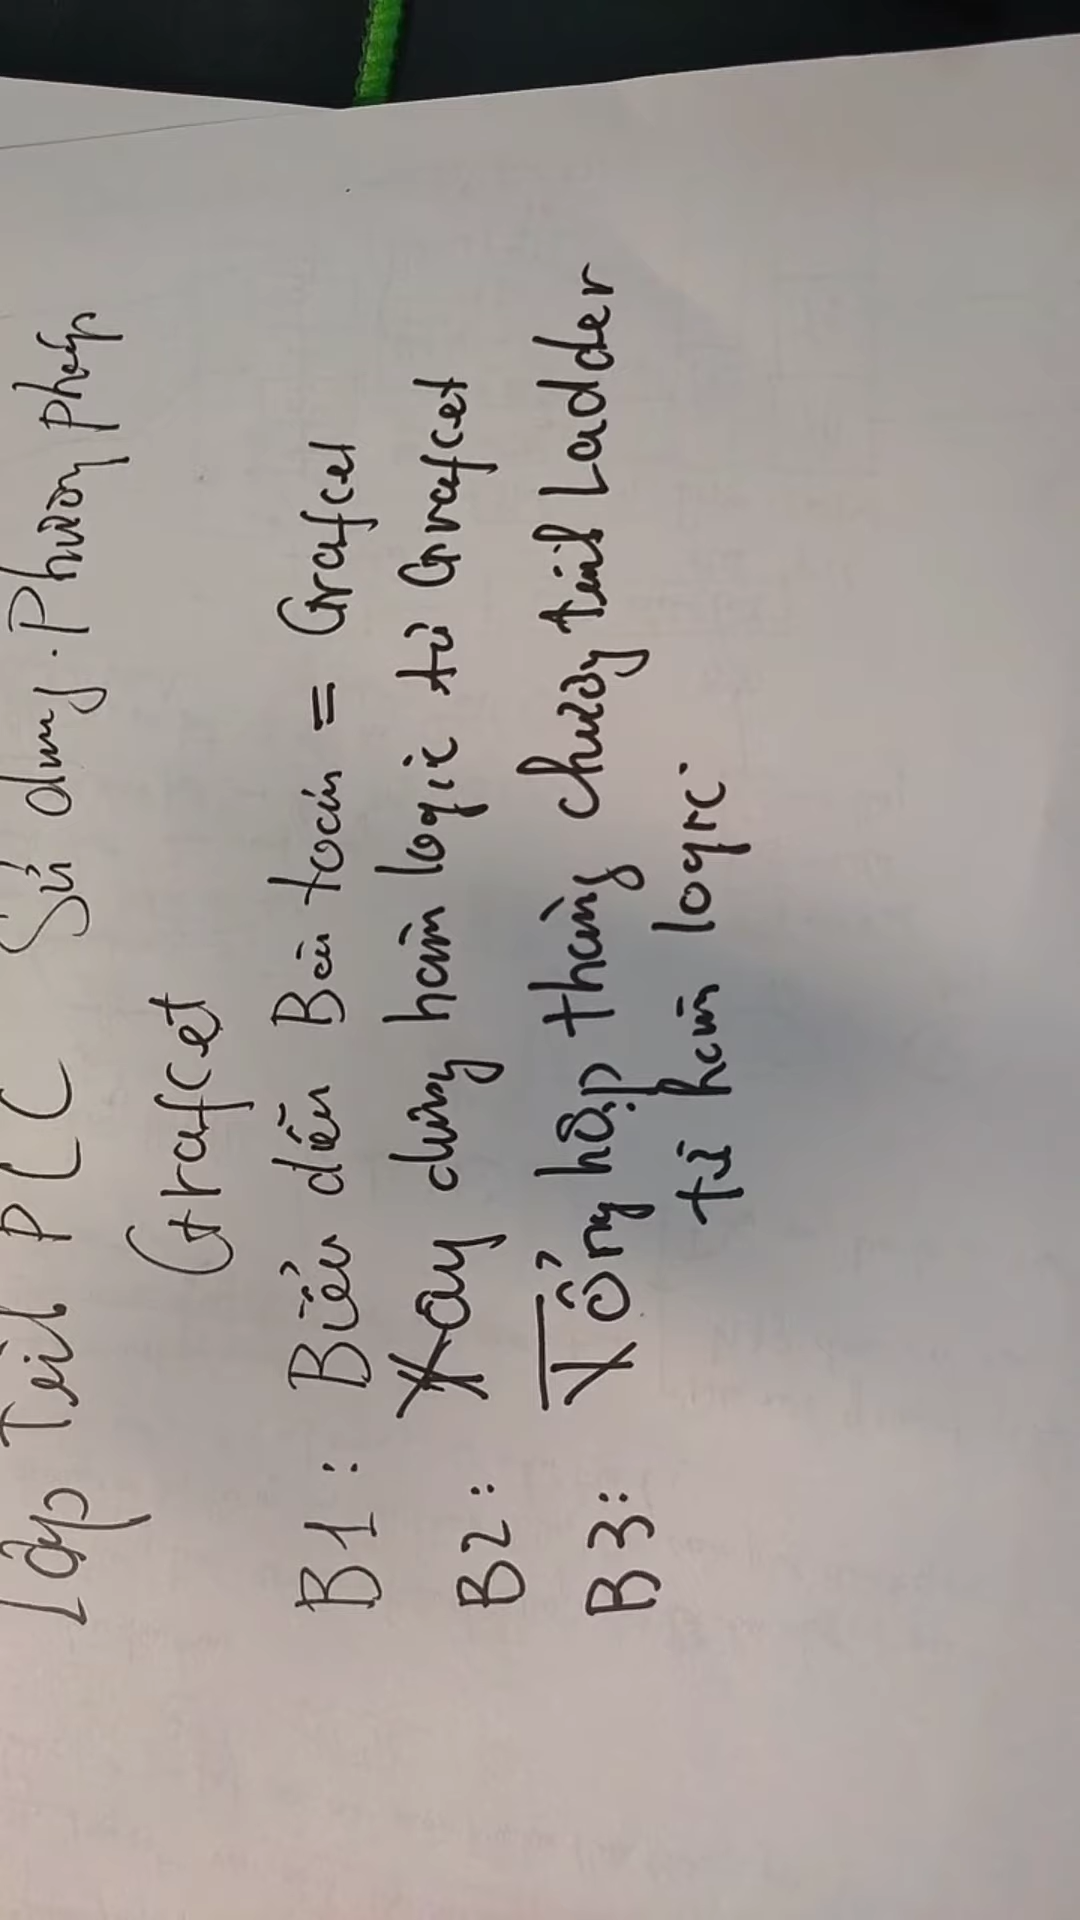 Lập Trình PLC Sử dụng Phương pháp
Grafcet
B1: Biểu diễn Bài toán = Grafcet
B2: Xây dựng hàm logic từ Grafcet
B3: Tổng hợp thành chương trình Ladder
từ hàm logic